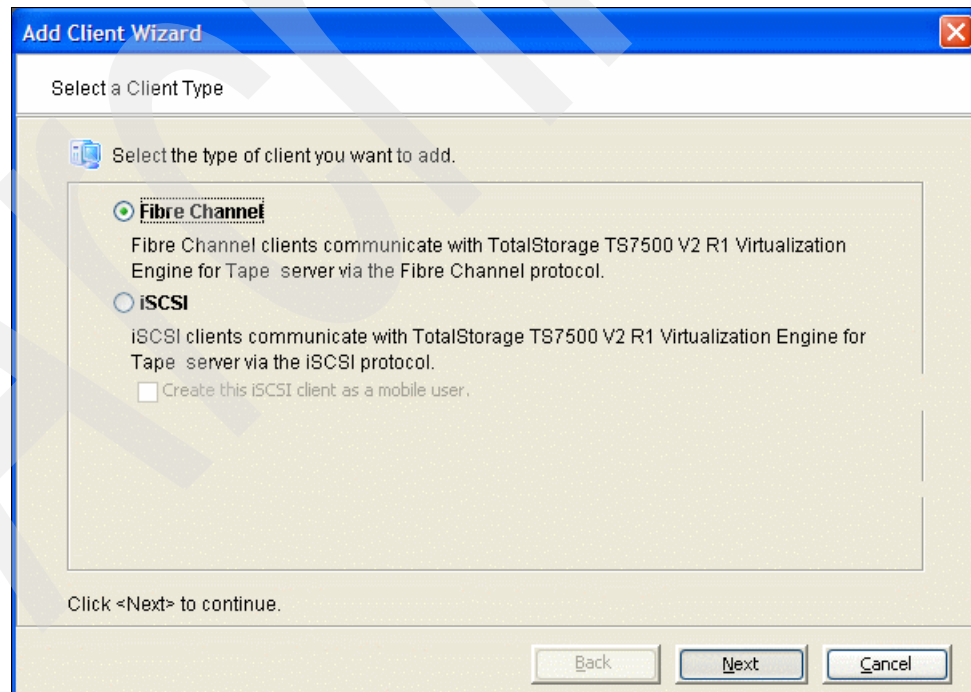 Add Client Wizard
Select a Client Type
Select the type of client you want to add.
Fibre Channel
Fibre Channel clients communicate with TotalStorage TS7500 V2 R1 Virtualization
Engine for Tape server via the Fibre Channel protocol.
iSCSI
iSCSI clients communicate with TotalStorage TS7500 V2 R1 Virtualization Engine for
Tape server via the iSCSI protocol.
Create this iSCSI client as a mobile user.
Click <Next> to continue.
Back Next Cancel